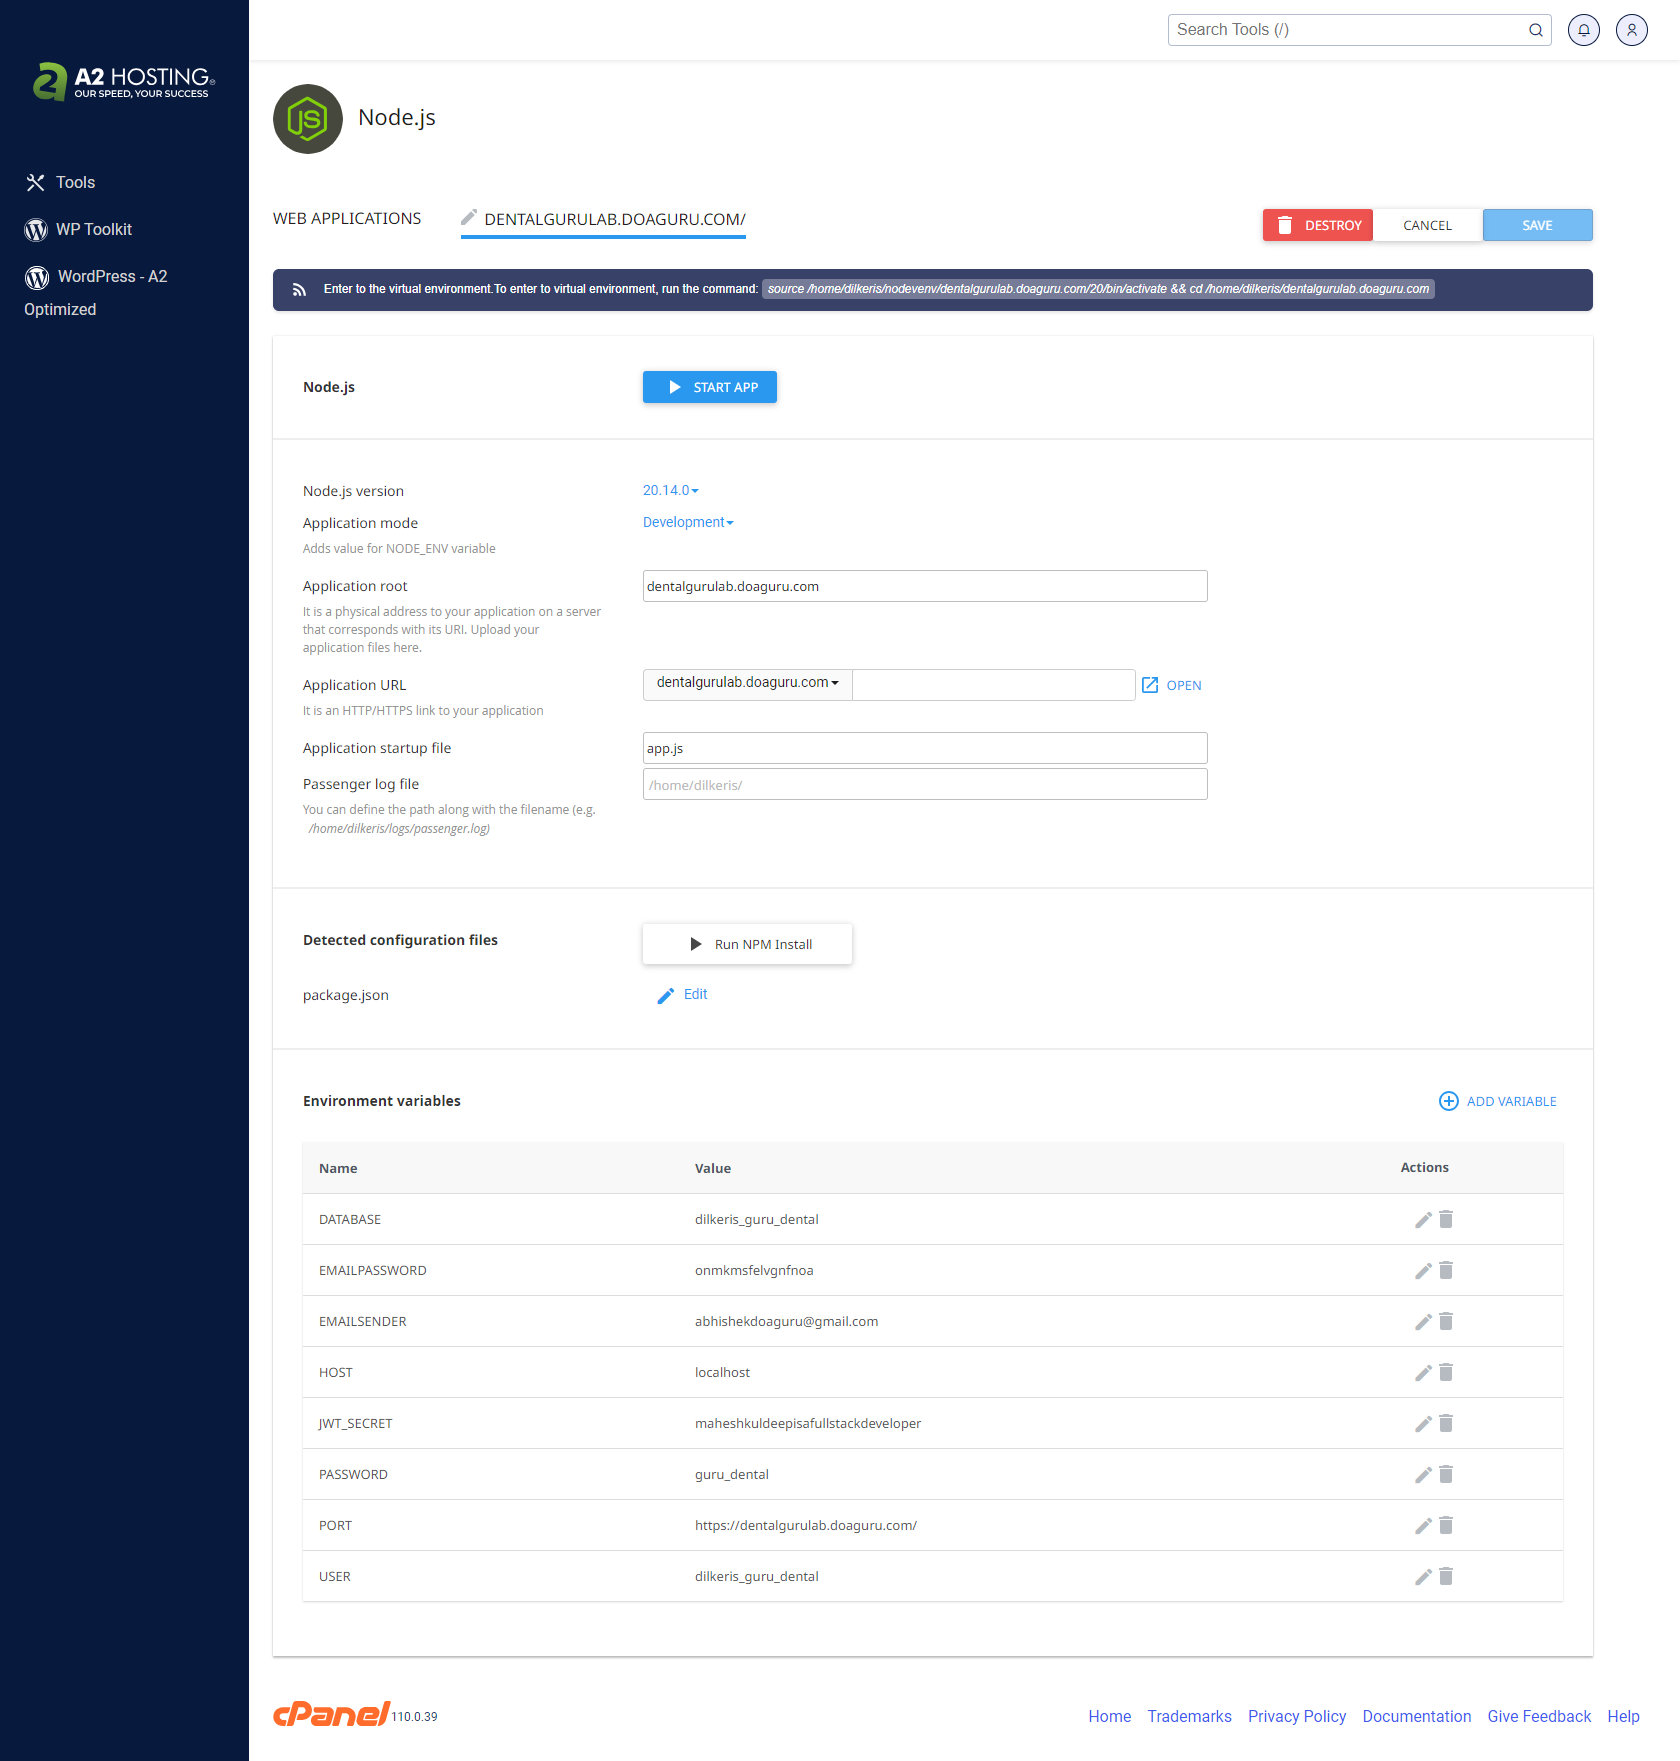 Search Tools (/)
A2 HOSTING®
OUR SPEED, YOUR SUCCESS
Tools
WP Toolkit
WordPress - A2
Optimized
JS
Node.js
WEB APPLICATIONS
DENTALGURULAB.DOAGURU.COM/
DESTROY
CANCEL
SAVE
Enter to the virtual environment.To enter to virtual environment, run the command: source /home/dilkeris/nodevenv/dentalgurulab.doaguru.com/20/bin/activate && cd /home/dilkeris/dentalgurulab.doaguru.com
Node.js
START APP
Node.js version
20.14.0
Application mode
Development
Adds value for NODE_ENV variable
Application root
dentalgurulab.doaguru.com
It is a physical address to your application on a server
that corresponds with its URI. Upload your
application files here.
Application URL
dentalgurulab.doaguru.com
OPEN
It is an HTTP/HTTPS link to your application
Application startup file
app.js
Passenger log file
/home/dilkeris/
You can define the path along with the filename (e.g.
/home/dilkeris/logs/passenger.log)
Detected configuration files
Run NPM Install
package.json
Edit
Environment variables
ADD VARIABLE
Name Value Actions
DATABASE dilkeris_guru_dental
EMAILPASSWORD onmkmsfelvgnfnoa
EMAILSENDER abhishekdoaguru@gmail.com
HOST localhost
JWT_SECRET maheshkuldeepisafullstackdeveloper
PASSWORD guru_dental
PORT https://dentalgurulab.doaguru.com/
USER dilkeris_guru_dental
cPanel 110.0.39
Home Trademarks Privacy Policy Documentation Give Feedback Help